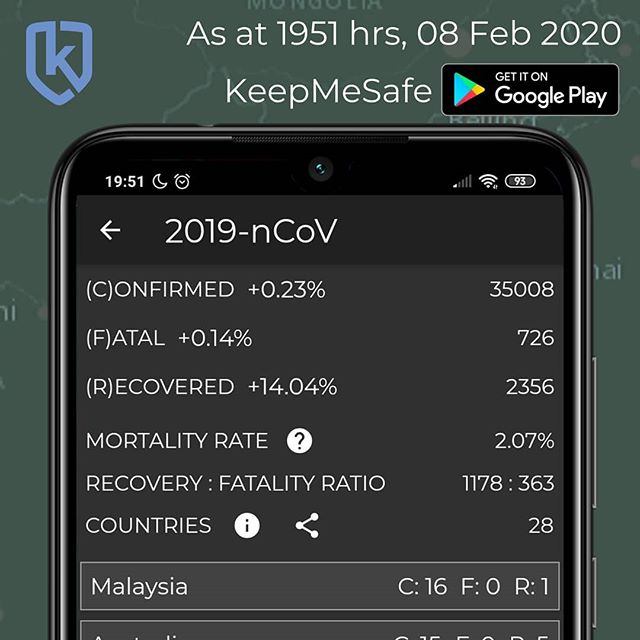 MONGOLIA
As at 1951 hrs, 08 Feb 2020
KeepMeSafe GET IT ON Google Play
Beijing
19:51 93
2019-nCoV
(C)ONFIRMED +0.23% 35008
(F)ATAL +0.14% 726
(R)ECOVERED +14.04% 2356
MORTALITY RATE ? 2.07%
RECOVERY : FATALITY RATIO 1178 : 363
COUNTRIES i 28
Malaysia C: 16 F: 0 R: 1